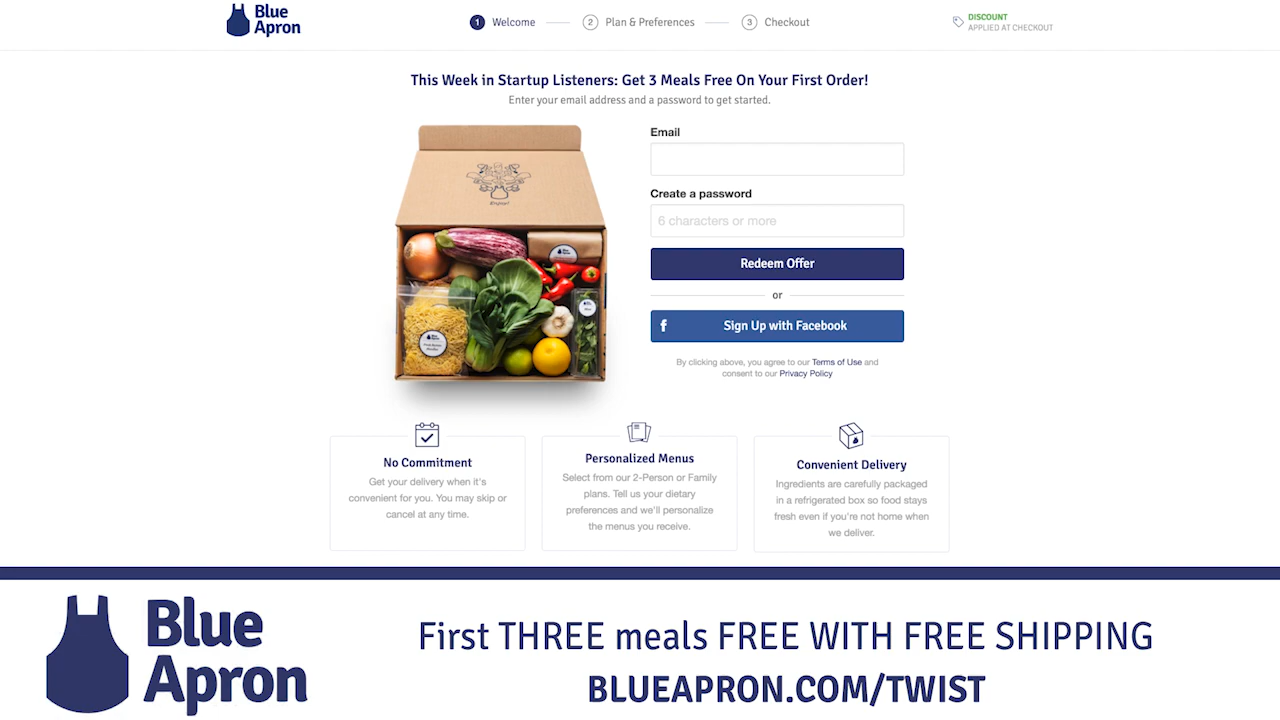 Blue
Apron
1 Welcome
2 Plan & Preferences
3 Checkout
DISCOUNT
APPLIED AT CHECKOUT
This Week in Startup Listeners: Get 3 Meals Free On Your First Order!
Enter your email address and a password to get started.
Enjoy!
Blue
Apron
Email
Create a password
6 characters or more
Redeem Offer
or
f Sign Up with Facebook
By clicking above, you agree to our Terms of Use and
consent to our Privacy Policy
No Commitment
Get your delivery when it's
convenient for you. You may skip or
cancel at any time.
Personalized Menus
Select from our 2-Person or Family
plans. Tell us your dietary
preferences and we'll personalize
the menus you receive.
Convenient Delivery
Ingredients are carefully packaged
in a refrigerated box so food stays
fresh even if you're not home when
we deliver.
Blue
Apron
First THREE meals FREE WITH FREE SHIPPING
BLUEAPRON.COM/TWIST